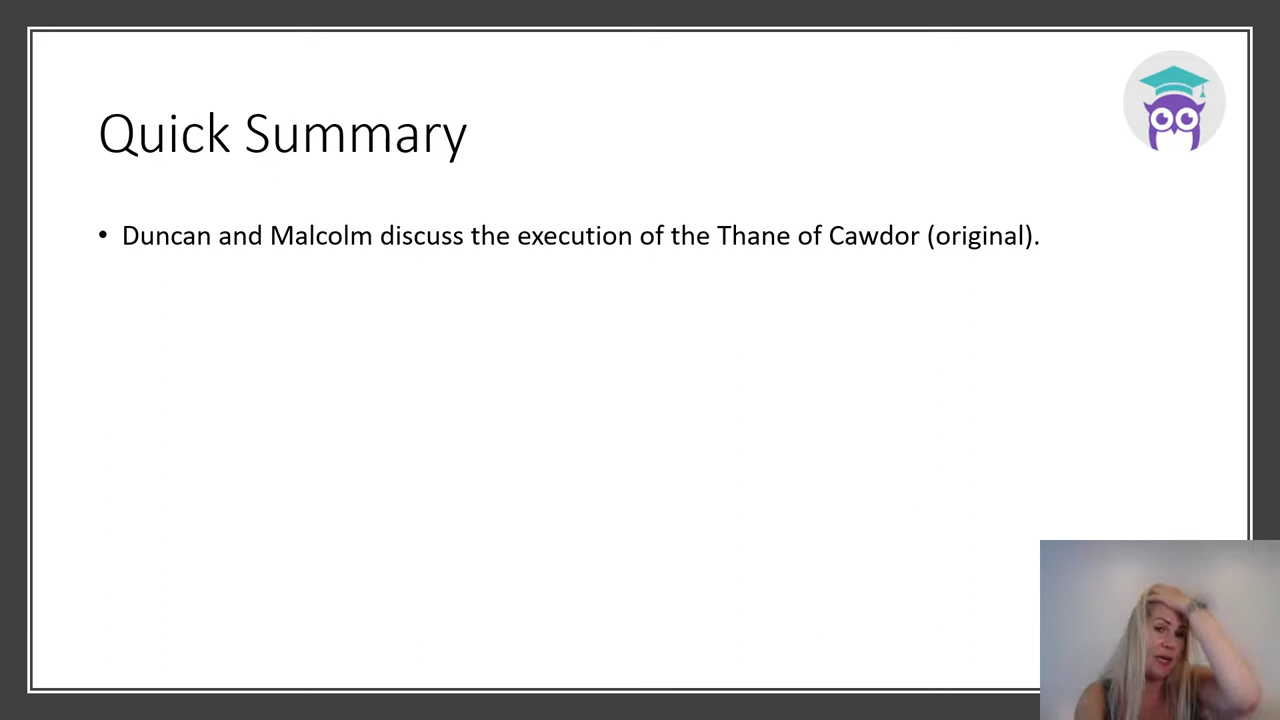 Quick Summary
• Duncan and Malcolm discuss the execution of the Thane of Cawdor (original).